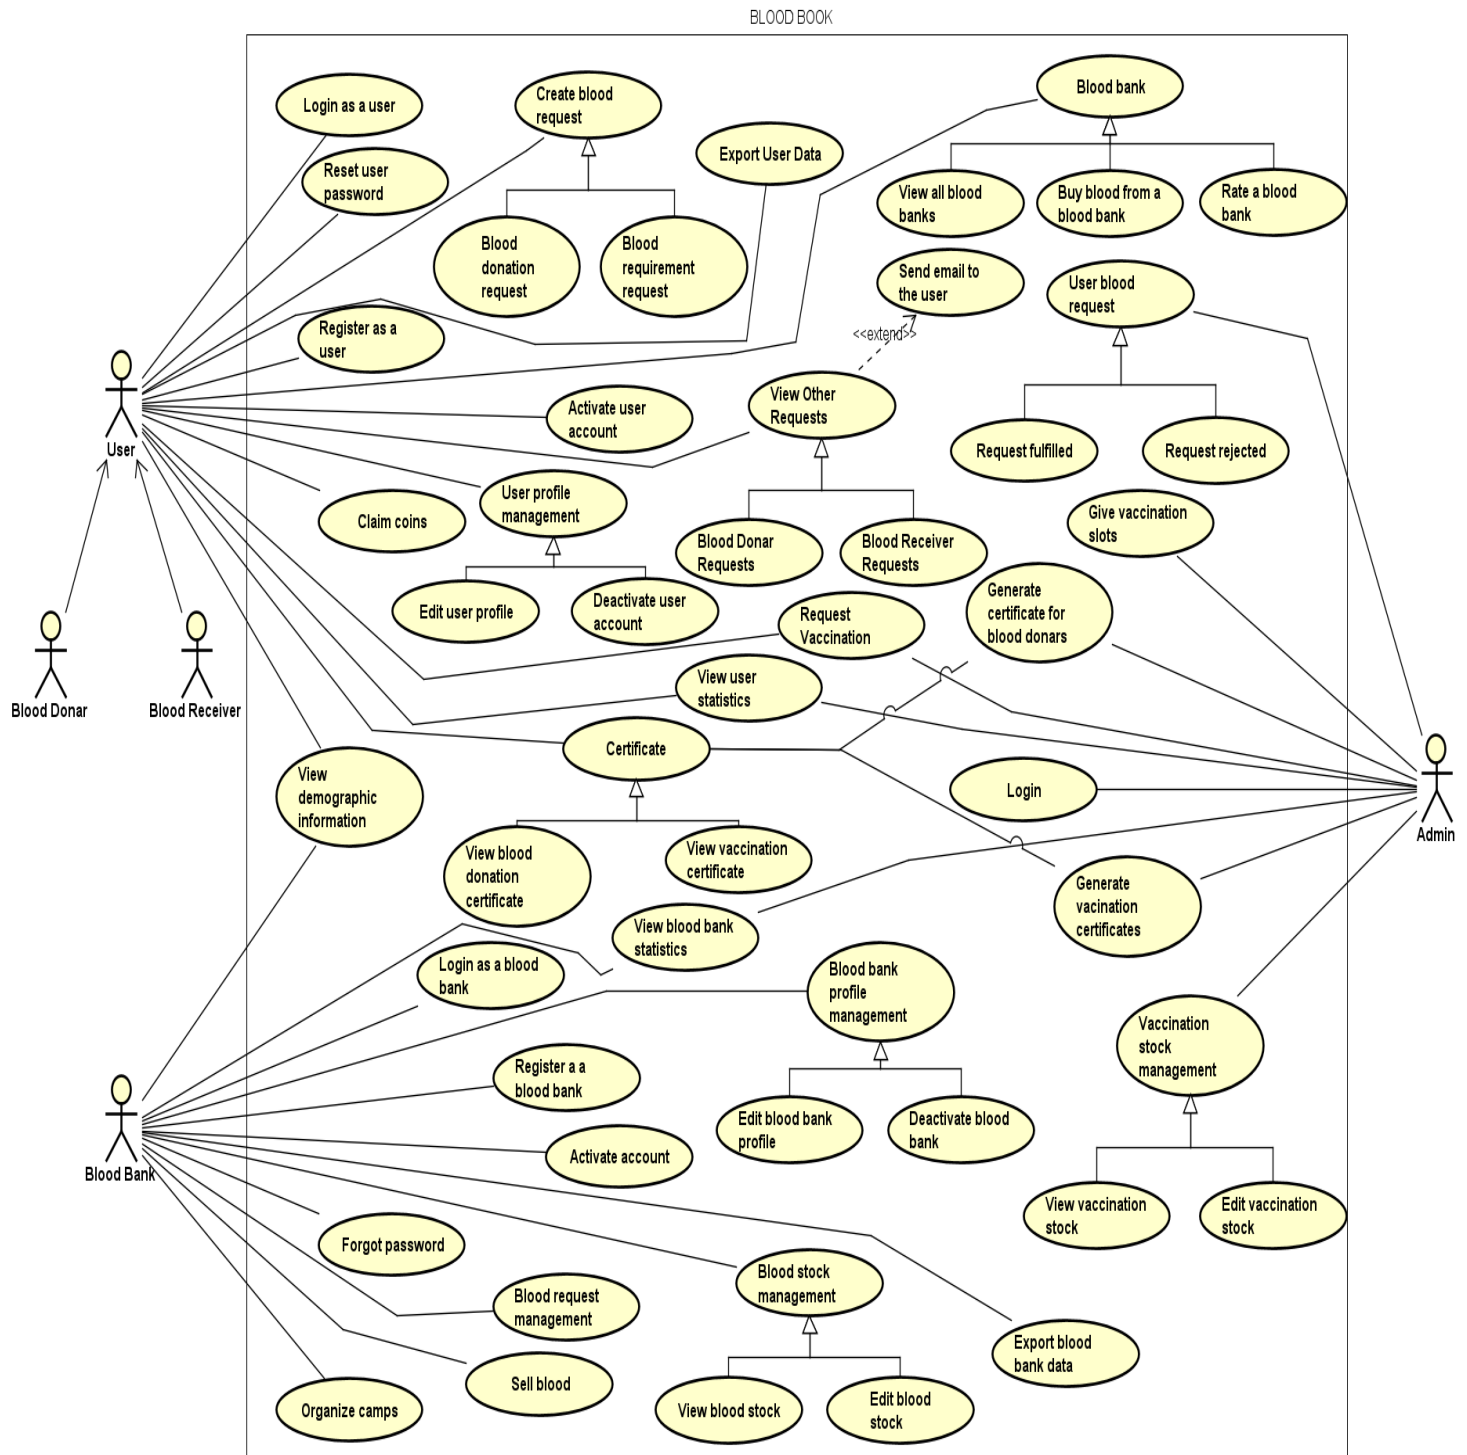 BLOOD BOOK
Login as a user
Create blood
request
Blood bank
Export User Data
Reset user
password
View all blood
banks
Buy blood from a
blood bank
Rate a blood
bank
Blood
donation
request
Blood
requirement
request
Send email to
the user
User blood
request
Register as a
user
<<extend>>
View Other
Requests
Activate user
account
User
Request fulfilled
Request rejected
User profile
management
Claim coins
Give vaccination
slots
Blood Donar
Requests
Blood Receiver
Requests
Edit user profile
Deactivate user
account
Request
Vaccination
Generate
certificate for
blood donars
Blood Donar
Blood Receiver
View user
statistics
Certificate
View
demographic
information
Login
Admin
View blood
donation
certificate
View vaccination
certificate
Generate
vacination
certificates
View blood bank
statistics
Login as a blood
bank
Blood bank
profile
management
Vaccination
stock
management
Register a a
blood bank
Edit blood bank
profile
Deactivate blood
bank
Activate account
Blood Bank
View vaccination
stock
Edit vaccination
stock
Forgot password
Blood stock
management
Blood request
management
Export blood
bank data
Sell blood
Organize camps
View blood stock
Edit blood
stock